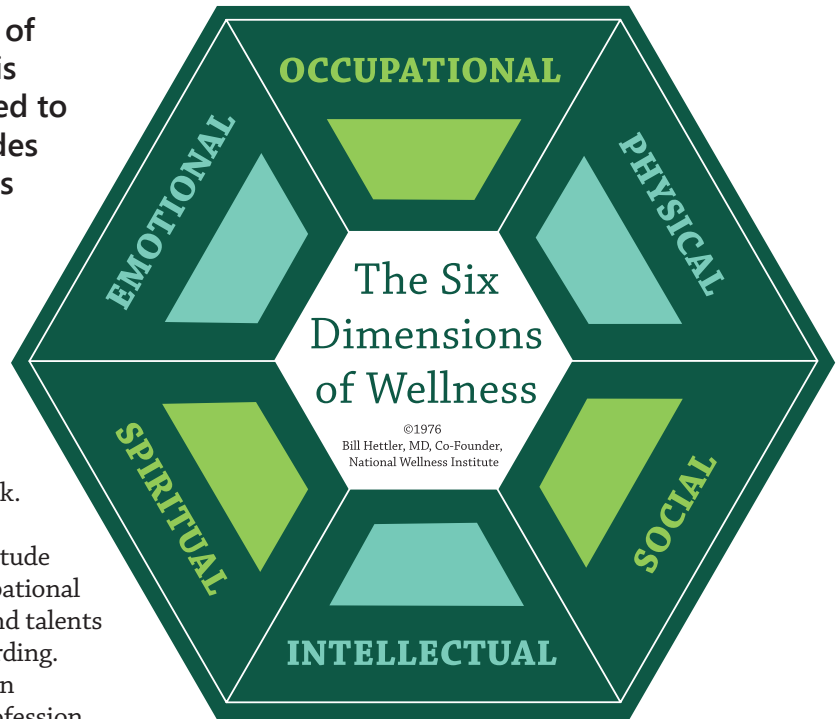 of
is
ed to
des
s
OCCUPATIONAL
EMOTIONAL
PHYSICAL
The Six
Dimensions
of Wellness
©1976
Bill Hettler, MD, Co-Founder,
National Wellness Institute
SPIRITUAL
SOCIAL
INTELLECTUAL
k.
tude
pational
nd talents
rding.
n
ofession